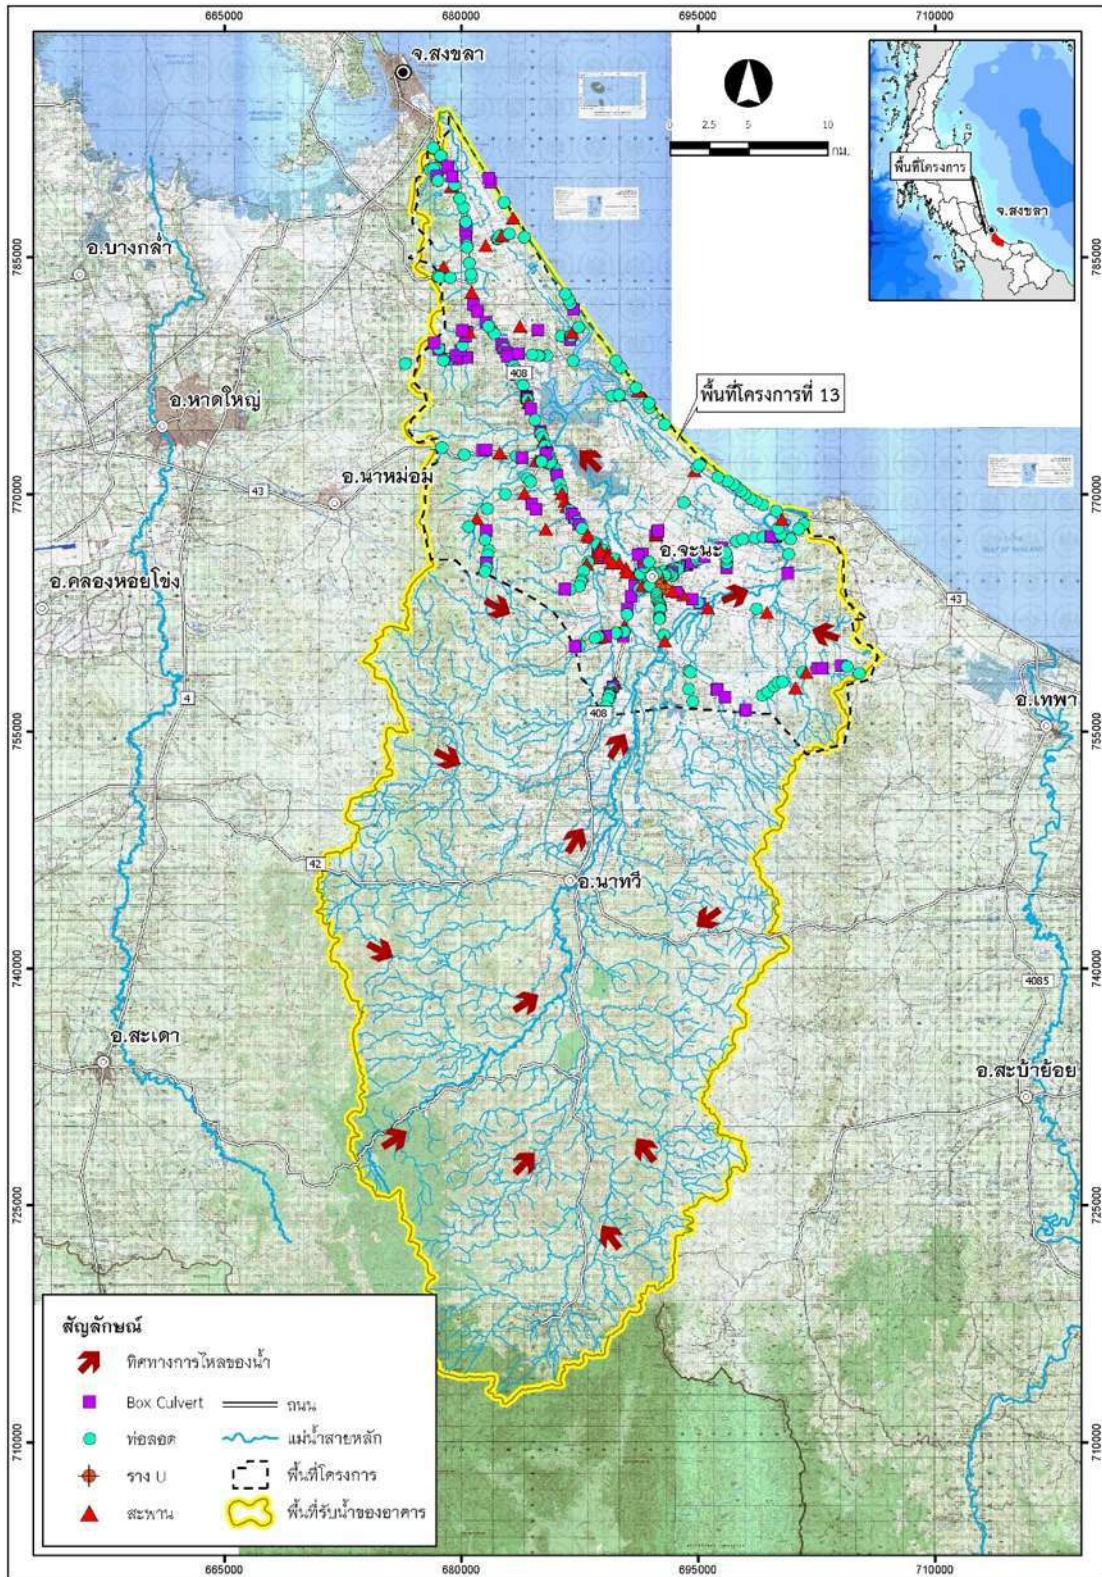 665000
680000
695000
710000
จ.สงขลา
0
2.5
5
10
กม.
พื้นที่โครงการ
จ.สงขลา
785000
785000
อ.บางกล่ำ
408
พื้นที่โครงการที่ 13
อ.หาดใหญ่
43
อ.นาหม่อม
770000
770000
อ.จะนะ
อ.คลองหอยโข่ง
43
4
408
อ.เทพา
755000
755000
42
อ.นาทวี
740000
740000
4085
อ.สะเดา
อ.สะบ้าย้อย
725000
725000
สัญลักษณ์
ทิศทางการไหลของน้ำ
Box Culvert
ถนน
ท่อลอด
แม่น้ำสายหลัก
ราง U
พื้นที่โครงการ
สะพาน
พื้นที่รับน้ำของอาคาร
710000
710000
665000
680000
695000
710000